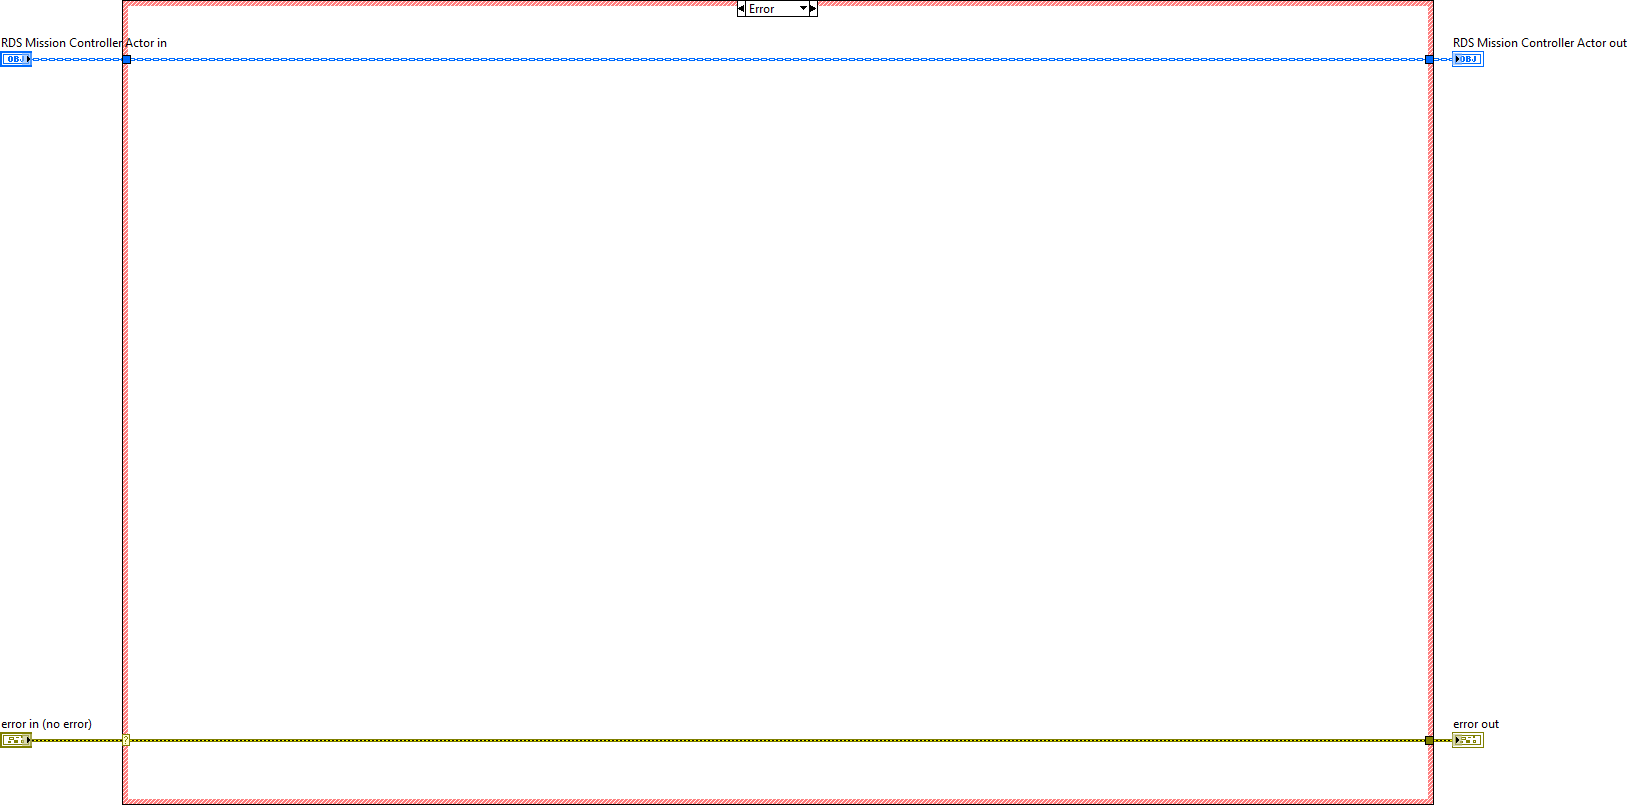 Error
RDS Mission Controller Actor in
RDS Mission Controller Actor out
OBJ
OBJ
error in (no error)
error out
?